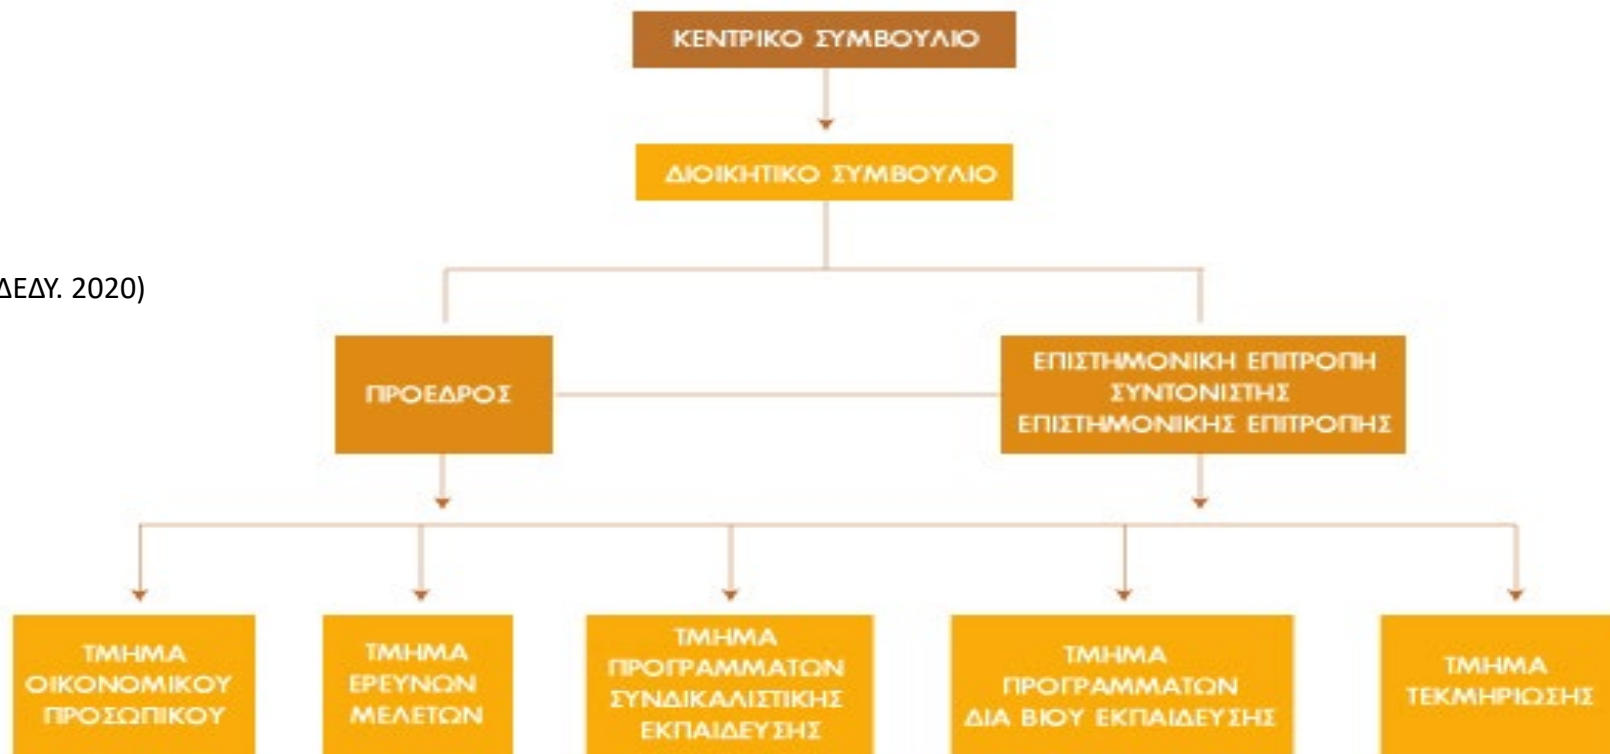 ΚΕΝΤΡΙΚΟ ΣΥΜΒΟΥΛΙΟ
ΔΙΟΙΚΗΤΙΚΟ ΣΥΜΒΟΥΛΙΟ
ΔΕΔΥ. 2020)
ΠΡΟΕΔΡΟΣ
ΕΠΙΣΤΗΜΟΝΙΚΗ ΕΠΙΤΡΟΠΗ
ΣΥΝΤΟΝΙΣΤΗΣ
ΕΠΙΣΤΗΜΟΝΙΚΗΣ ΕΠΙΤΡΟΠΗΣ
ΤΜΗΜΑ
ΟΙΚΟΝΟΜΙΚΟΥ
ΠΡΟΣΩΠΙΚΟΥ
ΤΜΗΜΑ
ΕΡΕΥΝΩΝ
ΜΕΛΕΤΩΝ
ΤΜΗΜΑ
ΠΡΟΓΡΑΜΜΑΤΩΝ
ΣΥΝΔΙΚΑΛΙΣΤΙΚΗΣ
ΕΚΠΑΙΔΕΥΣΗΣ
ΤΜΗΜΑ
ΠΡΟΓΡΑΜΜΑΤΩΝ
ΔΙΑ ΒΙΟΥ ΕΚΠΑΙΔΕΥΣΗΣ
ΤΜΗΜΑ
ΤΕΚΜΗΡΙΩΣΗΣ